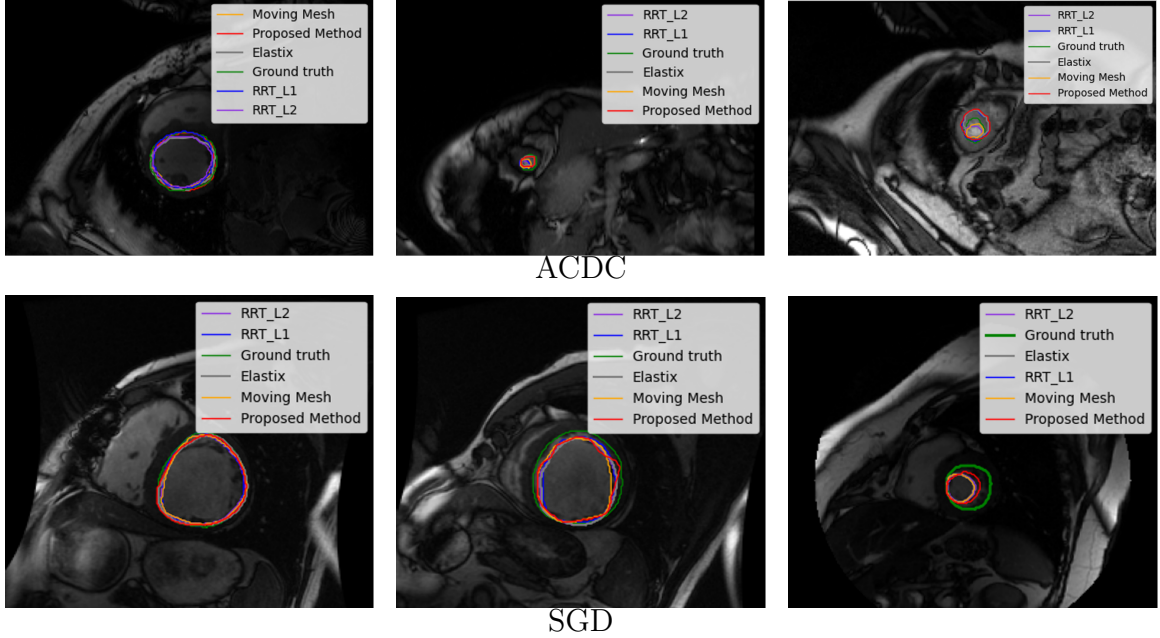 Moving Mesh
Proposed Method
Elastix
Ground truth
RRT_L1
RRT_L2
RRT_L2
RRT_L1
Ground truth
Elastix
Moving Mesh
Proposed Method
RRT_L2
RRT_L1
Ground truth
Elastix
Moving Mesh
Proposed Method
ACDC
RRT_L2
RRT_L1
Ground truth
Elastix
Moving Mesh
Proposed Method
RRT_L2
RRT_L1
Ground truth
Elastix
Moving Mesh
Proposed Method
RRT_L2
Ground truth
Elastix
RRT_L1
Moving Mesh
Proposed Method
SGD